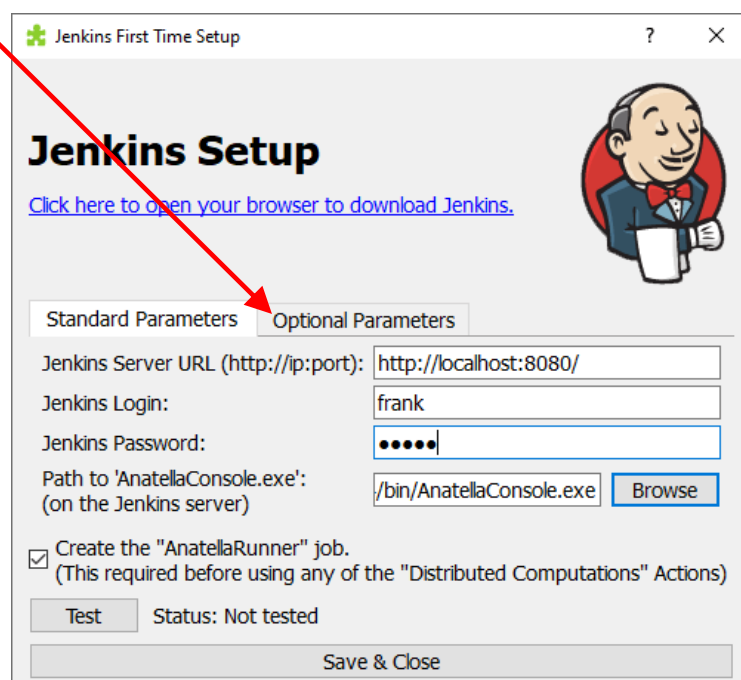 Jenkins First Time Setup ? ✕
Jenkins Setup
Click here to open your browser to download Jenkins.
Standard Parameters Optional Parameters
Jenkins Server URL (http://ip:port): http://localhost:8080/
Jenkins Login: frank
Jenkins Password: •••••
Path to 'AnatellaConsole.exe':
(on the Jenkins server) /bin/AnatellaConsole.exe Browse
Create the "AnatellaRunner" job.
(This required before using any of the "Distributed Computations" Actions)
Test Status: Not tested
Save & Close